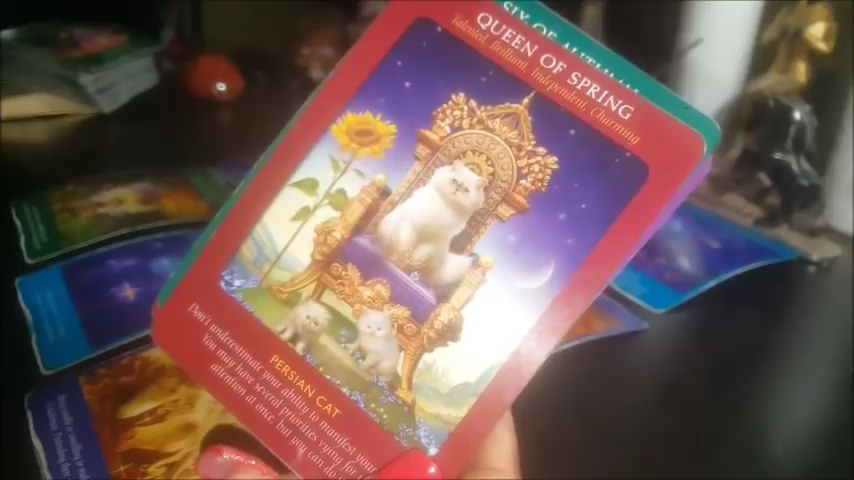 SIX OF AUTUMN
QUEEN OF SPRING
Talented, Brilliant, Independent, Charming
PERSIAN CAT
Don't underestimate your ability to manifest your
You may have several priorities vying for
attention at once, but you can do